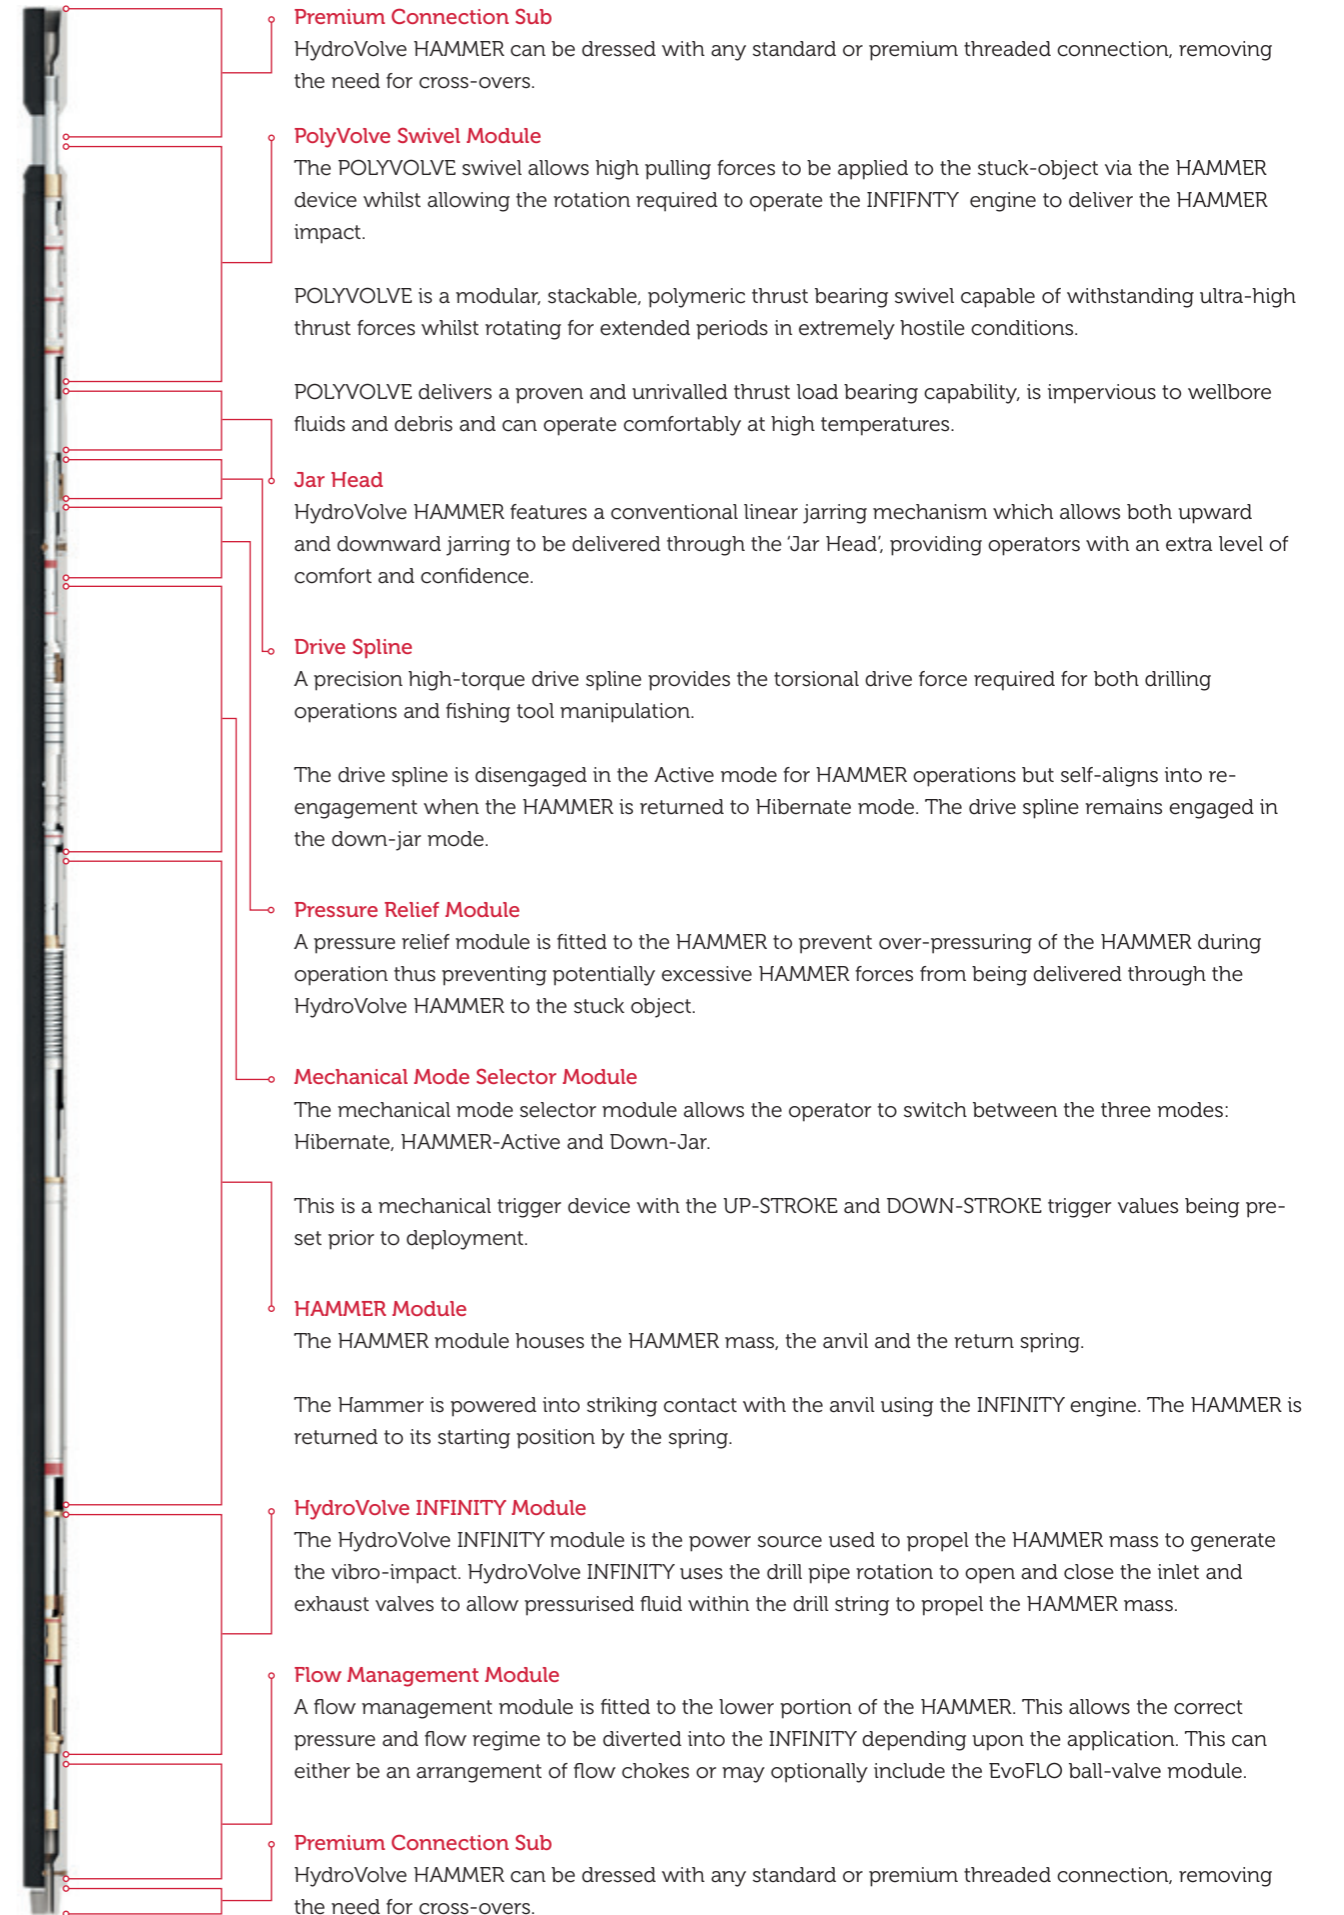 Premium Connection Sub
HydroVolve HAMMER can be dressed with any standard or premium threaded connection, removing
the need for cross-overs.
PolyVolve Swivel Module
The POLYVOLVE swivel allows high pulling forces to be applied to the stuck-object via the HAMMER
device whilst allowing the rotation required to operate the INFIFNTY  engine to deliver the HAMMER
impact.
POLYVOLVE is a modular, stackable, polymeric thrust bearing swivel capable of withstanding ultra-high
thrust forces whilst rotating for extended periods in extremely hostile conditions.
POLYVOLVE delivers a proven and unrivalled thrust load bearing capability, is impervious to wellbore
fluids and debris and can operate comfortably at high temperatures.
Jar Head
HydroVolve HAMMER features a conventional linear jarring mechanism which allows both upward
and downward jarring to be delivered through the ‘Jar Head’, providing operators with an extra level of
comfort and confidence.
Drive Spline
A precision high-torque drive spline provides the torsional drive force required for both drilling
operations and fishing tool manipulation.
The drive spline is disengaged in the Active mode for HAMMER operations but self-aligns into re-
engagement when the HAMMER is returned to Hibernate mode. The drive spline remains engaged in
the down-jar mode.
Pressure Relief Module
A pressure relief module is fitted to the HAMMER to prevent over-pressuring of the HAMMER during
operation thus preventing potentially excessive HAMMER forces from being delivered through the
HydroVolve HAMMER to the stuck object.
Mechanical Mode Selector Module
The mechanical mode selector module allows the operator to switch between the three modes:
Hibernate, HAMMER-Active and Down-Jar.
This is a mechanical trigger device with the UP-STROKE and DOWN-STROKE trigger values being pre-
set prior to deployment.
HAMMER Module
The HAMMER module houses the HAMMER mass, the anvil and the return spring.
The Hammer is powered into striking contact with the anvil using the INFINITY engine. The HAMMER is
returned to its starting position by the spring.
HydroVolve INFINITY Module
The HydroVolve INFINITY module is the power source used to propel the HAMMER mass to generate
the vibro-impact. HydroVolve INFINITY uses the drill pipe rotation to open and close the inlet and
exhaust valves to allow pressurised fluid within the drill string to propel the HAMMER mass.
Flow Management Module
A flow management module is fitted to the lower portion of the HAMMER. This allows the correct
pressure and flow regime to be diverted into the INFINITY depending upon the application. This can
either be an arrangement of flow chokes or may optionally include the EvoFLO ball-valve module.
Premium Connection Sub
HydroVolve HAMMER can be dressed with any standard or premium threaded connection, removing
the need for cross-overs.